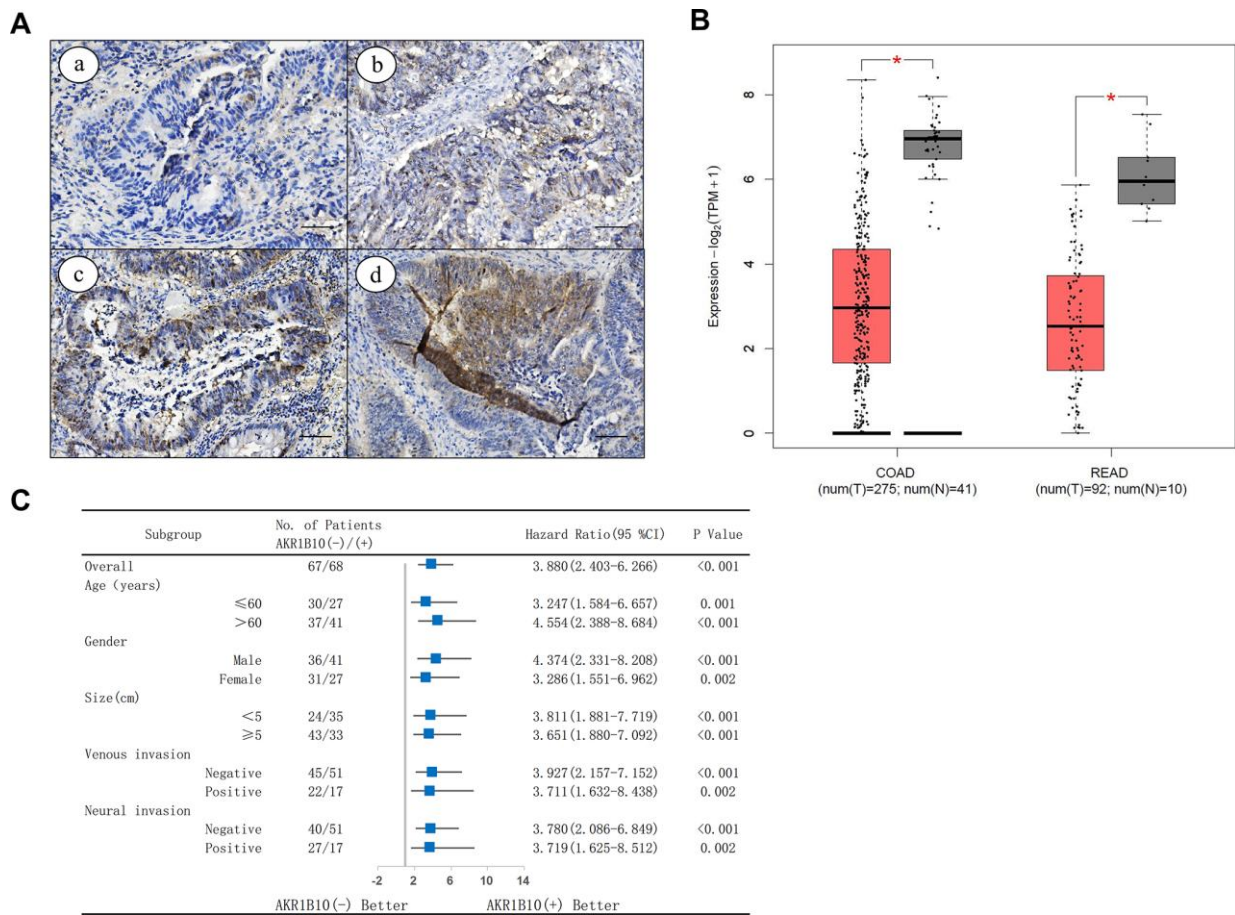 A
a
b
c
d
B
Expression − log₂(TPM + 1)
8
6
4
2
0
*
*
COAD
(num(T)=275; num(N)=41)
READ
(num(T)=92; num(N)=10)
C
Subgroup No. of Patients AKR1B10(-)/(+) Hazard Ratio(95 %CI) P Value
Overall 67/68 3.880(2.403-6.266) <0.001
Age (years)
≤60 30/27 3.247(1.584-6.657) 0.001
>60 37/41 4.554(2.388-8.684) <0.001
Gender
Male 36/41 4.374(2.331-8.208) <0.001
Female 31/27 3.286(1.551-6.962) 0.002
Size(cm)
<5 24/35 3.811(1.881-7.719) <0.001
≥5 43/33 3.651(1.880-7.092) <0.001
Venous invasion
Negative 45/51 3.927(2.157-7.152) <0.001
Positive 22/17 3.711(1.632-8.438) 0.002
Neural invasion
Negative 40/51 3.780(2.086-6.849) <0.001
Positive 27/17 3.719(1.625-8.512) 0.002
-2 2 6 10 14
AKR1B10(-) Better AKR1B10(+) Better